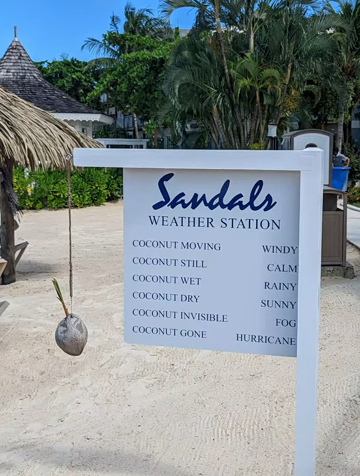 Sandals
WEATHER STATION
COCONUT MOVING WINDY
COCONUT STILL CALM
COCONUT WET RAINY
COCONUT DRY SUNNY
COCONUT INVISIBLE FOG
COCONUT GONE HURRICANE